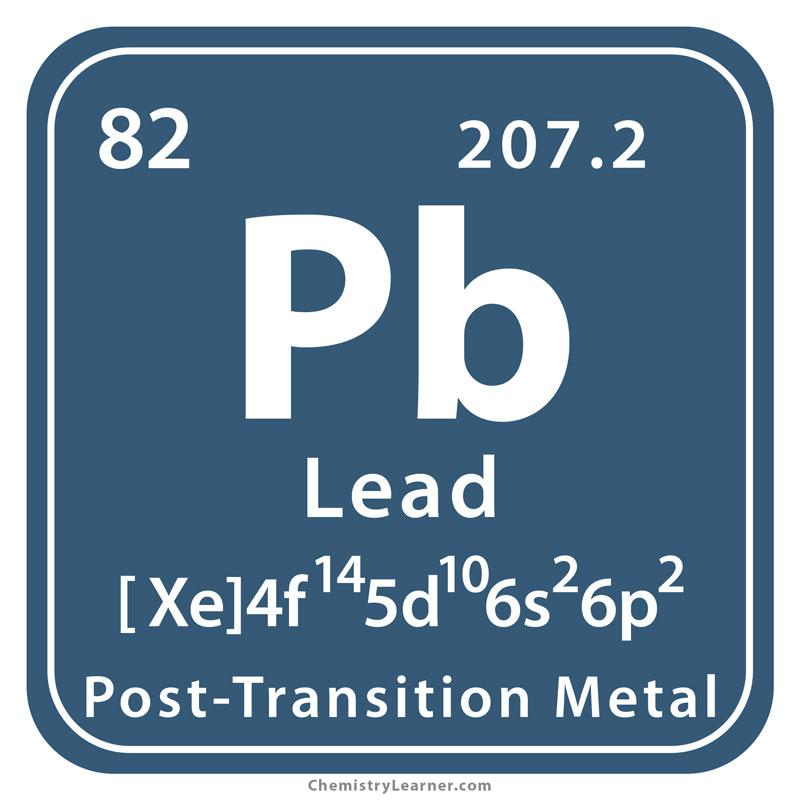 82 207.2
Pb
Lead
[Xe]4f¹⁴5d¹⁰6s²6p²
Post-Transition Metal
ChemistryLearner.com